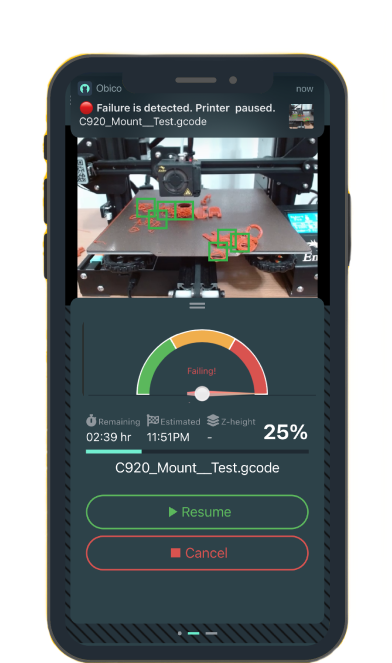 Obico
now
🔴 Failure is detected. Printer paused.
C920_Mount__Test.gcode
Failing!
Remaining
Estimated
Z-height
02:39 hr
11:51PM
-
25%
C920_Mount__Test.gcode
Resume
Cancel